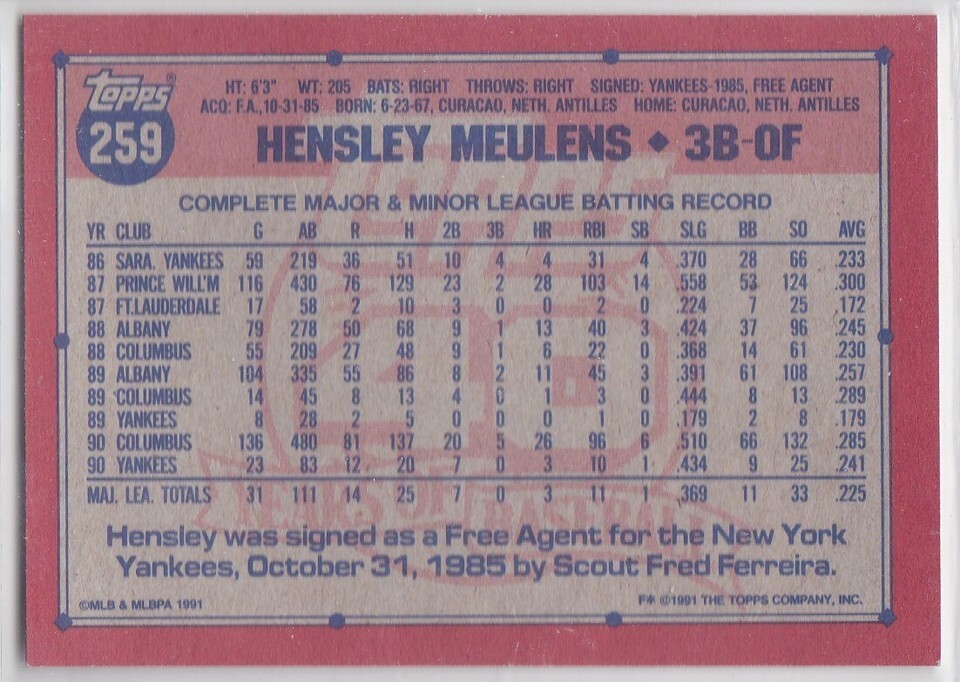 Topps®
259
HT: 6'3" WT: 205 BATS: RIGHT THROWS: RIGHT SIGNED: YANKEES-1985, FREE AGENT
ACQ: F.A.,10-31-85 BORN: 6-23-67, CURACAO, NETH. ANTILLES HOME: CURACAO, NETH. ANTILLES
HENSLEY MEULENS ◆ 3B-OF
COMPLETE MAJOR & MINOR LEAGUE BATTING RECORD
YR CLUB G AB R H 2B 3B HR RBI SB SLG BB SO AVG
86 SARA. YANKEES 59 219 36 51 10 4 4 31 4 .370 28 66 .233
87 PRINCE WILL'M 116 430 76 129 23 2 28 103 14 .558 53 124 .300
87 FT.LAUDERDALE 17 58 2 10 3 0 0 2 0 .224 7 25 .172
88 ALBANY 79 278 50 68 9 1 13 40 3 .424 37 96 .245
88 COLUMBUS 55 209 27 48 9 1 6 22 0 .368 14 61 .230
89 ALBANY 104 335 55 86 8 2 11 45 3 .391 61 108 .257
89 COLUMBUS 14 45 8 13 4 0 1 3 0 .444 8 13 .289
89 YANKEES 8 28 2 5 0 0 0 1 0 .179 2 8 .179
90 COLUMBUS 136 480 81 137 20 5 26 96 6 .510 66 132 .285
90 YANKEES 23 83 12 20 7 0 3 10 1 .434 9 25 .241
MAJ. LEA. TOTALS 31 111 14 25 7 0 3 11 1 .369 11 33 .225
Topps
40
YEARS OF BASEBALL
Hensley was signed as a Free Agent for the New York
Yankees, October 31, 1985 by Scout Fred Ferreira.
©MLB & MLBPA 1991
F* ©1991 THE TOPPS COMPANY, INC.